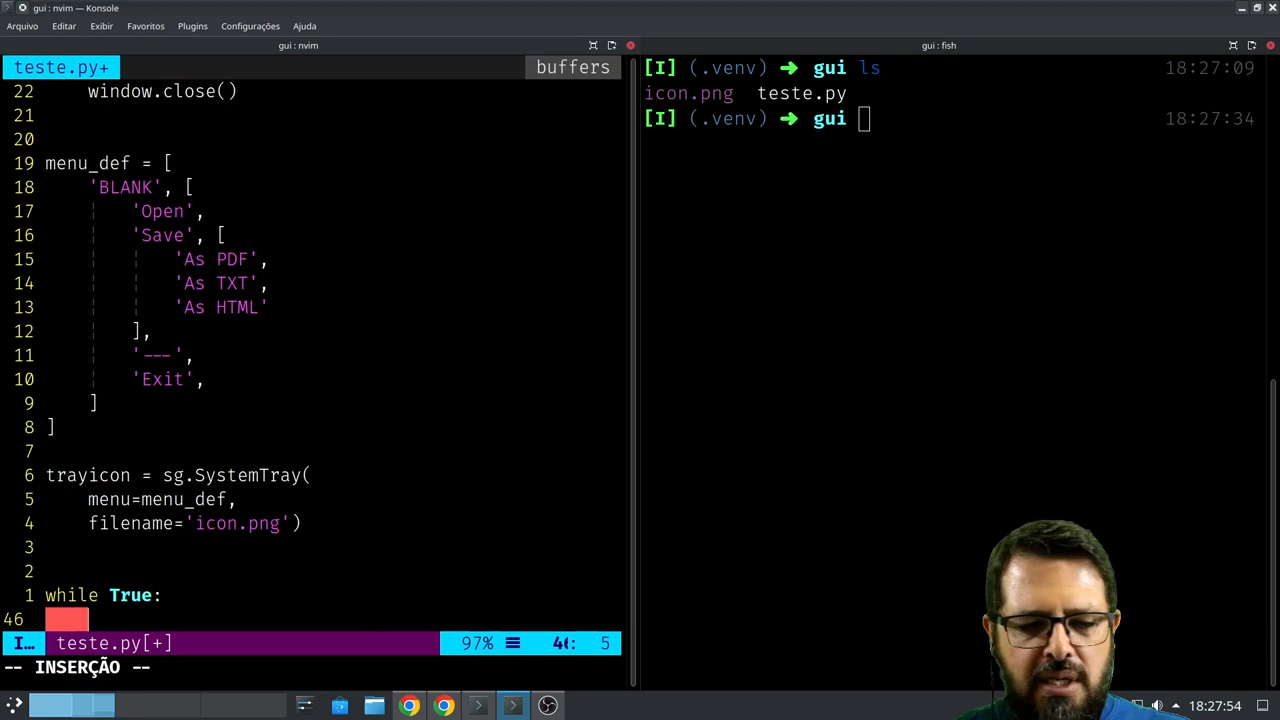 gui : nvim — Konsole
Arquivo Editar Exibir Favoritos Plugins Configurações Ajuda
gui : nvim
gui : fish
teste.py+ buffers
22 window.close()
21
20
19 menu_def = [
18 'BLANK', [
17 'Open',
16 'Save', [
15 'As PDF',
14 'As TXT',
13 'As HTML'
12 ],
11 '---',
10 'Exit',
9 ]
8 ]
7
6 trayicon = sg.SystemTray(
5 menu=menu_def,
4 filename='icon.png')
3
2
1 while True:
46
I… teste.py[+] 97% ☰ 46: 5
-- INSERÇÃO --
[I] (.venv) ➜ gui ls 18:27:09
icon.png teste.py
[I] (.venv) ➜ gui 18:27:34
18:27:54